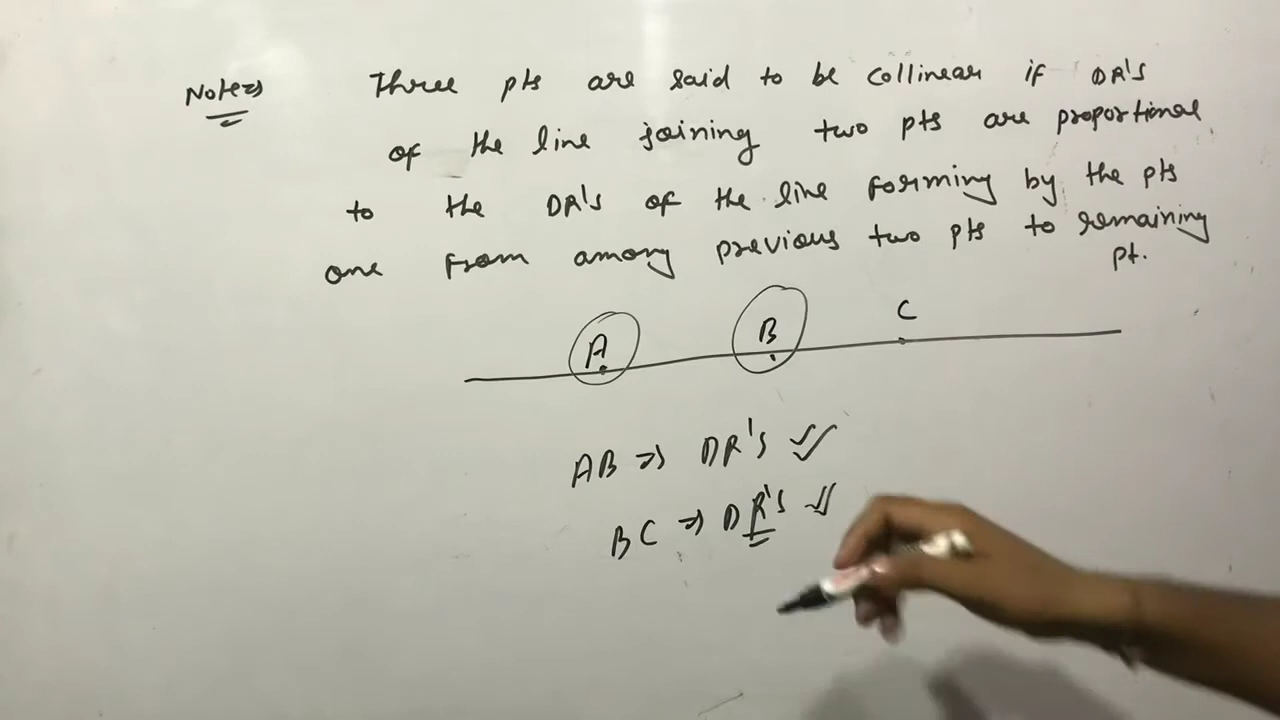 Note⇒ Three pts are said to be collinear if DR's
of the line joining two pts are proportional
to the DR's of the line forming by the pts
one from among previous two pts to remaining
pt.
A B C
AB ⇒ DR's ✓✓
BC ⇒ DR's ✓✓